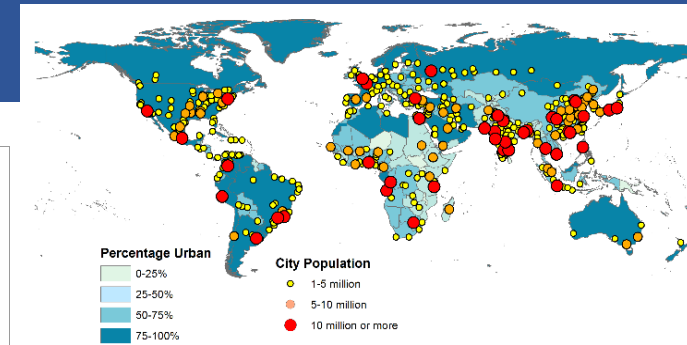 Percentage Urban
0-25%
25-50%
50-75%
75-100%
City Population
1-5 million
5-10 million
10 million or more